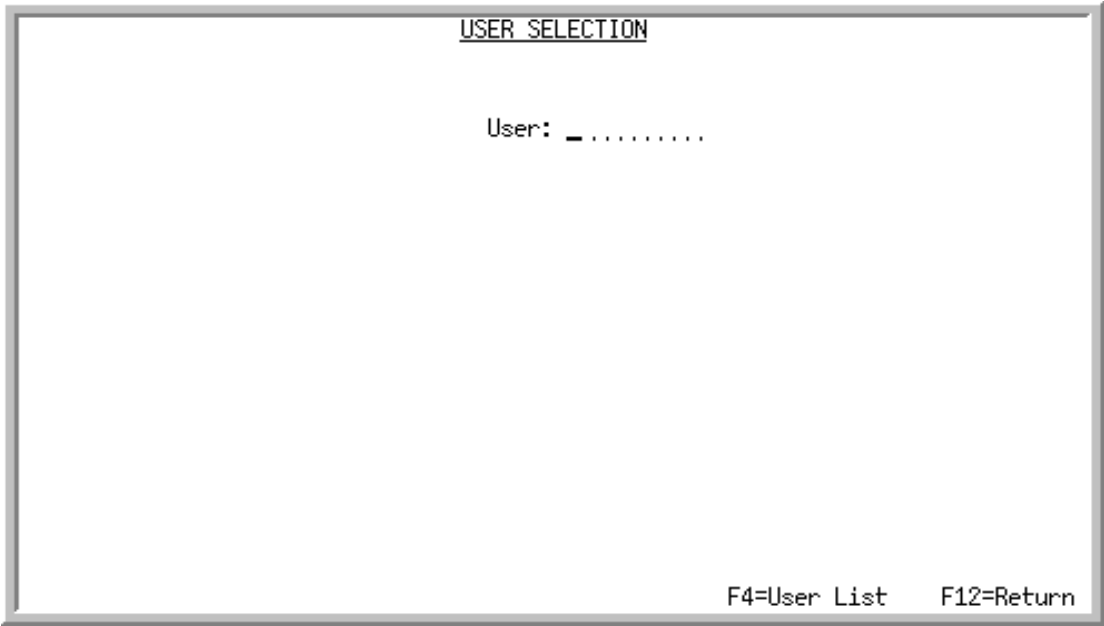 USER SELECTION
User: _.........
F4=User List F12=Return